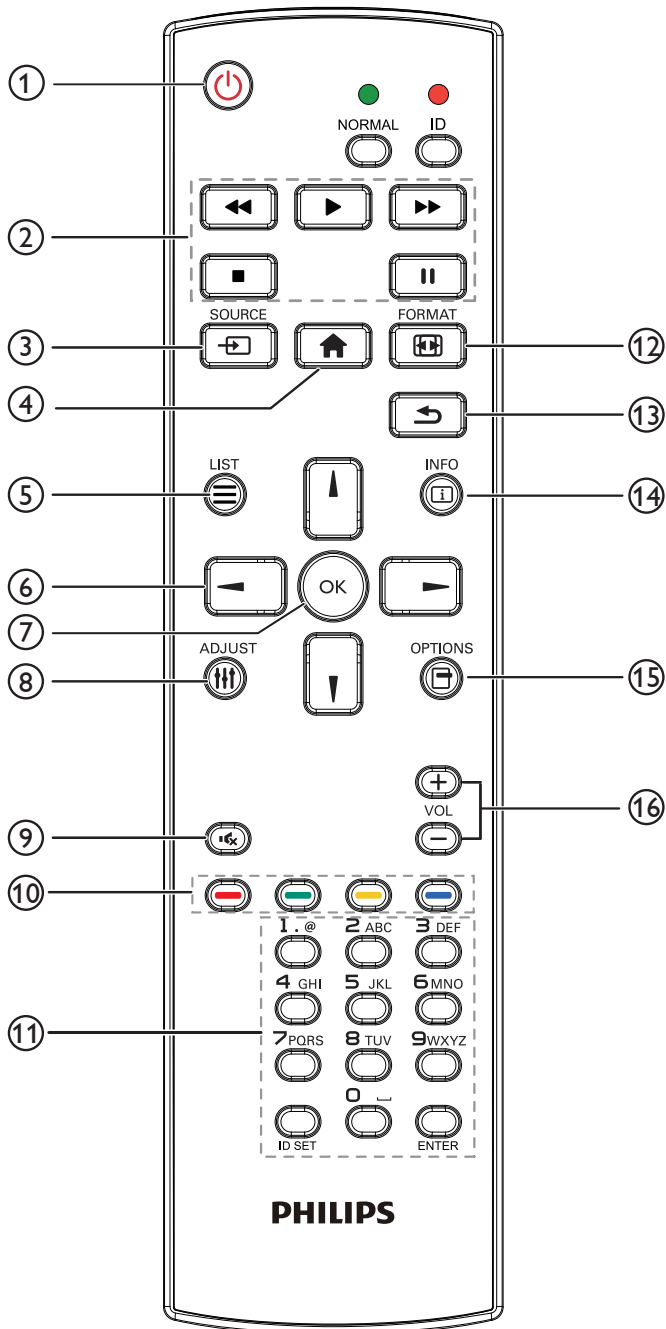 1
NORMAL ID
2
SOURCE FORMAT
3
12
4
13
LIST INFO
5
14
6
OK
7
ADJUST OPTIONS
8
15
VOL
16
9
10
1 . @ 2 ABC 3 DEF
4 GHI 5 JKL 6 MNO
11
7 PQRS 8 TUV 9 WXYZ
0 ⎵
ID SET ENTER
PHILIPS